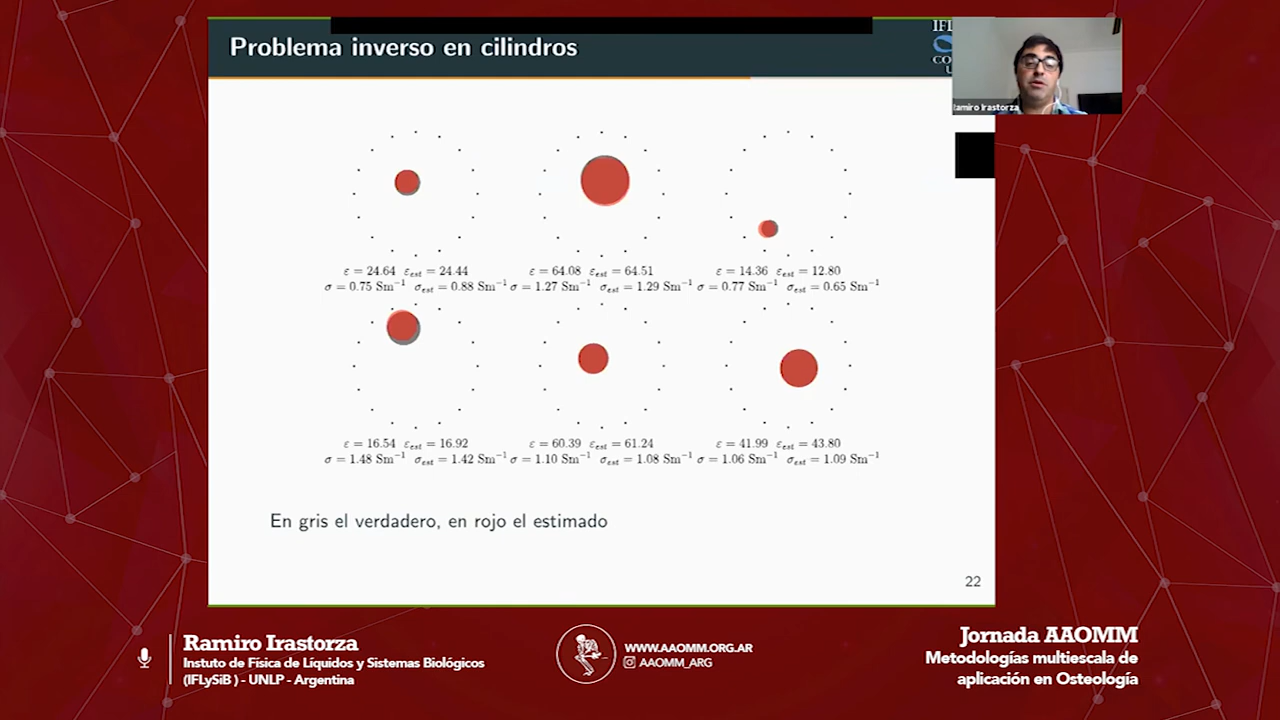 Problema inverso en cilindros
Ramiro Irastorza
ε = 24.64 ε_est = 24.44
σ = 0.75 Sm⁻¹ σ_est = 0.88 Sm⁻¹
ε = 64.08 ε_est = 64.51
σ = 1.27 Sm⁻¹ σ_est = 1.29 Sm⁻¹
ε = 14.36 ε_est = 12.80
σ = 0.77 Sm⁻¹ σ_est = 0.65 Sm⁻¹
ε = 16.54 ε_est = 16.92
σ = 1.48 Sm⁻¹ σ_est = 1.42 Sm⁻¹
ε = 60.39 ε_est = 61.24
σ = 1.10 Sm⁻¹ σ_est = 1.08 Sm⁻¹
ε = 41.99 ε_est = 43.80
σ = 1.06 Sm⁻¹ σ_est = 1.09 Sm⁻¹
En gris el verdadero, en rojo el estimado
22
Ramiro Irastorza
Instuto de Física de Líquidos y Sistemas Biológicos
(IFLySiB ) - UNLP - Argentina
WWW.AAOMM.ORG.AR
AAOMM_ARG
Jornada AAOMM
Metodologías multiescala de
aplicación en Osteología